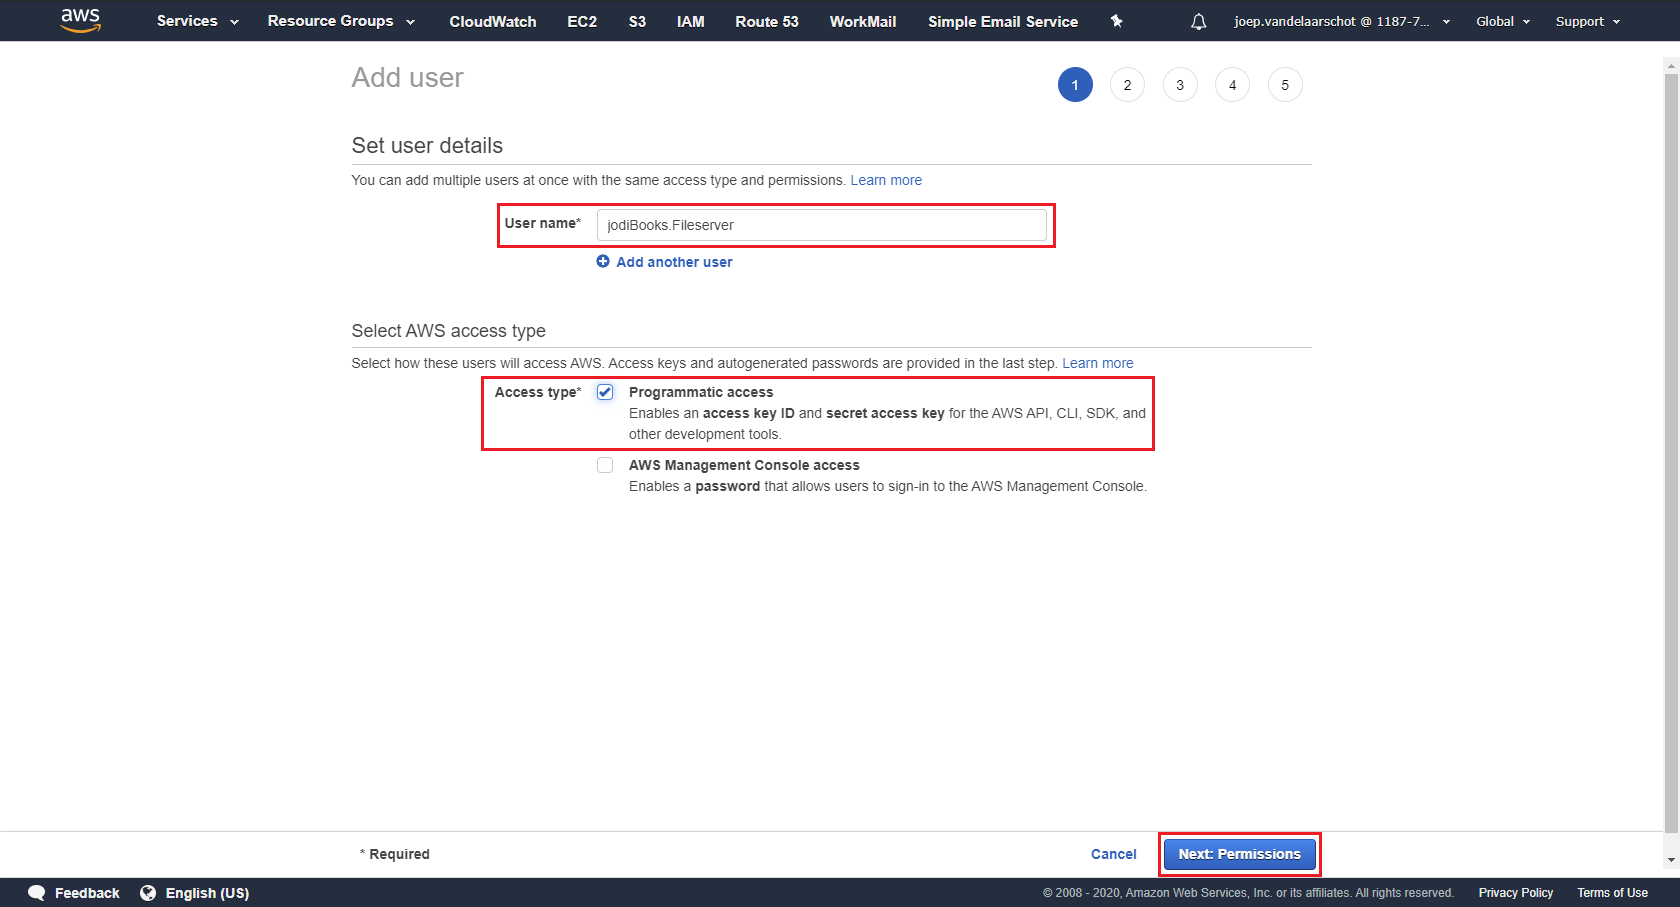 aws Services Resource Groups CloudWatch EC2 S3 IAM Route 53 WorkMail Simple Email Service joep.vandelaarschot @ 1187-7... Global Support
Add user 1 2 3 4 5
Set user details
You can add multiple users at once with the same access type and permissions. Learn more
User name* jodiBooks.Fileserver
Add another user
Select AWS access type
Select how these users will access AWS. Access keys and autogenerated passwords are provided in the last step. Learn more
Access type* Programmatic access
Enables an access key ID and secret access key for the AWS API, CLI, SDK, and
other development tools.
AWS Management Console access
Enables a password that allows users to sign-in to the AWS Management Console.
* Required Cancel Next: Permissions
Feedback English (US) © 2008 - 2020, Amazon Web Services, Inc. or its affiliates. All rights reserved. Privacy Policy Terms of Use